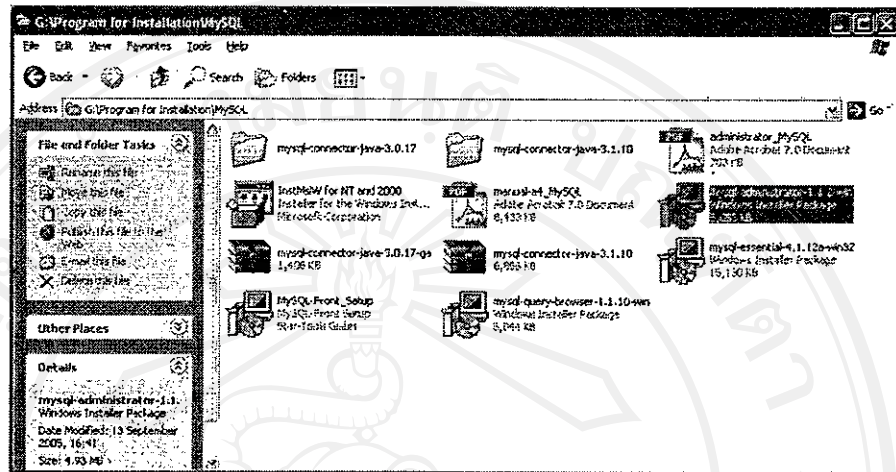 G:\Program for Installation\MySQL
File Edit View Favorites Tools Help
Back Search Folders
Address G:\Program for Installation\MySQL Go
File and Folder Tasks
Rename this file
Move this file
Copy this file
Publish this file to the Web
E-mail this file
Delete this file
Other Places
Details
mysql-administrator-1.1.
Windows Installer Package
Date Modified: 13 September 2005, 16:41
Size: 4.93 MB
mysql-connector-java-3.0.17
mysql-connector-java-3.1.10
administrator_MySQL
Adobe Acrobat 7.0 Document
InstMsiW for NT and 2000
Installer for the Windows Inst...
Microsoft Corporation
manual-a4_MySQL
Adobe Acrobat 7.0 Document
Windows Installer Package
mysql-connector-java-3.0.17-ga
mysql-connector-java-3.1.10
mysql-essential-4.1.12a-win32
Windows Installer Package
MySQL-Front_Setup
MySQL-Front Setup
mysql-query-browser-1.1.10-win
Windows Installer Package